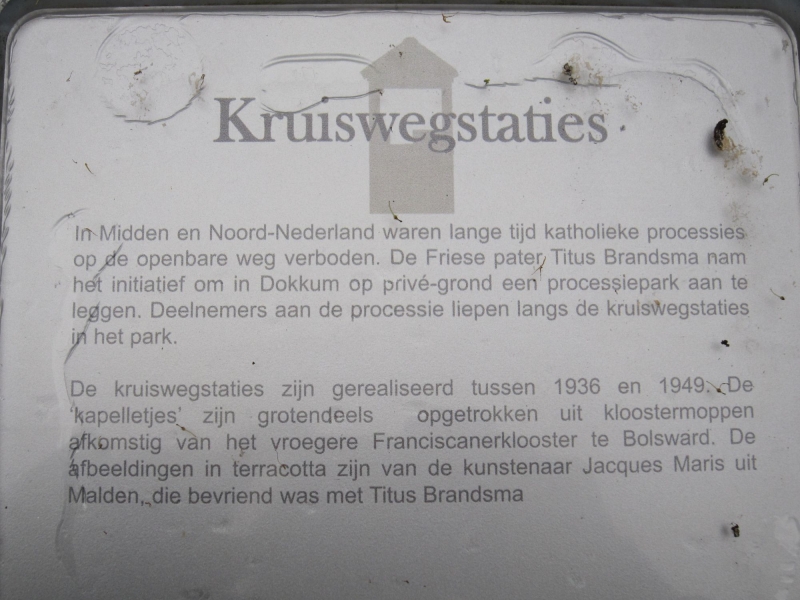 Kruiswegstaties
In Midden en Noord-Nederland waren lange tijd katholieke processies
op de openbare weg verboden. De Friese pater Titus Brandsma nam
het initiatief om in Dokkum op privé-grond een processiepark aan te
leggen. Deelnemers aan de processie liepen langs de kruiswegstaties
in het park.
De kruiswegstaties zijn gerealiseerd tussen 1936 en 1949. De
'kapelletjes' zijn grotendeels opgetrokken uit kloostermoppen
afkomstig van het vroegere Franciscanerklooster te Bolsward. De
afbeeldingen in terracotta zijn van de kunstenaar Jacques Maris uit
Malden, die bevriend was met Titus Brandsma